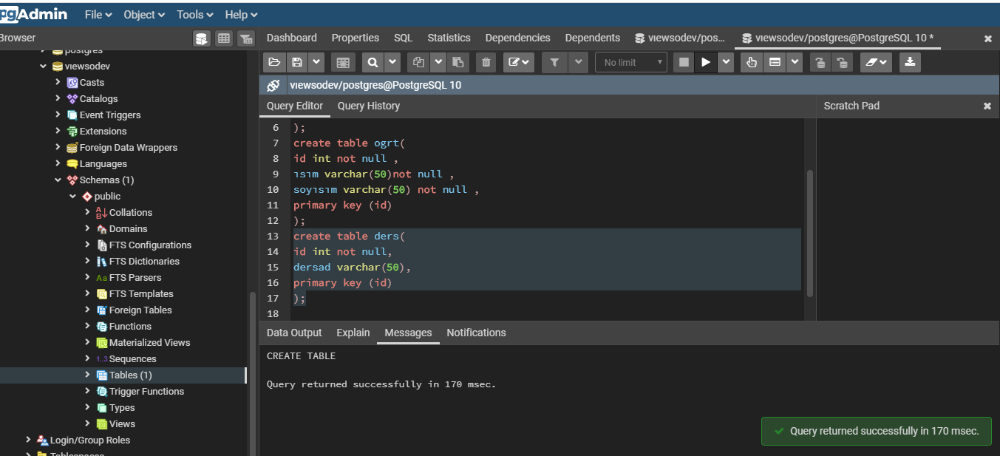 pgAdmin File Object Tools Help
Browser
Dashboard Properties SQL Statistics Dependencies Dependents vıewsodev/pos... vıewsodev/postgres@PostgreSQL 10 *
No limit
vıewsodev/postgres@PostgreSQL 10
Query Editor Query History
Scratch Pad
postgres
vıewsodev
Casts
Catalogs
Event Triggers
Extensions
Foreign Data Wrappers
Languages
Schemas (1)
public
Collations
Domains
FTS Configurations
FTS Dictionaries
Aa FTS Parsers
FTS Templates
Foreign Tables
Functions
Materialized Views
1..3 Sequences
Tables (1)
Trigger Functions
Types
Views
Login/Group Roles
Tablespaces
6 );
7 create table ogrt(
8 id int not null ,
9 ısım varchar(50)not null ,
10 soyısım varchar(50) not null ,
11 primary key (id)
12 );
13 create table ders(
14 id int not null,
15 dersad varchar(50),
16 primary key (id)
17 );
18
Data Output Explain Messages Notifications
CREATE TABLE
Query returned successfully in 170 msec.
Query returned successfully in 170 msec.